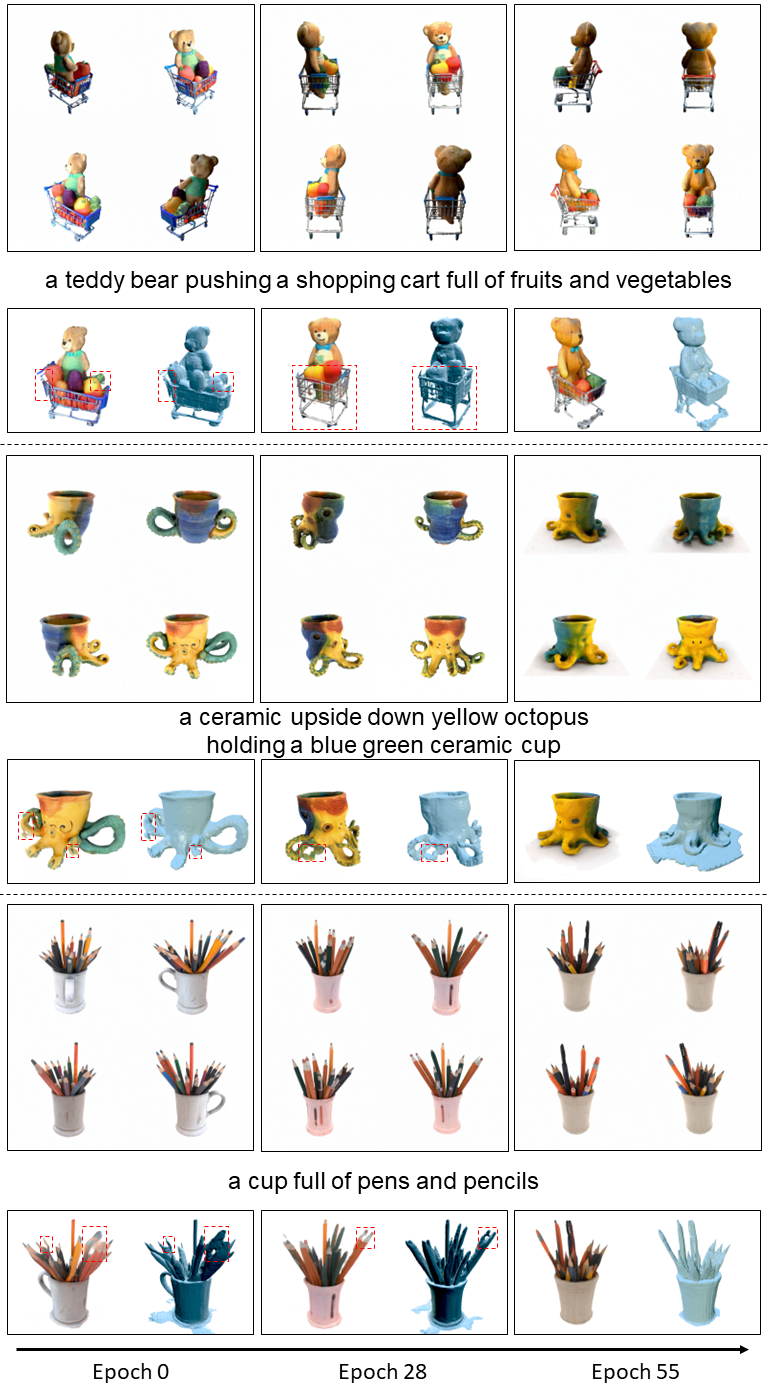 a teddy bear pushing a shopping cart full of fruits and vegetables
a ceramic upside down yellow octopus
holding a blue green ceramic cup
a cup full of pens and pencils
Epoch 0
Epoch 28
Epoch 55